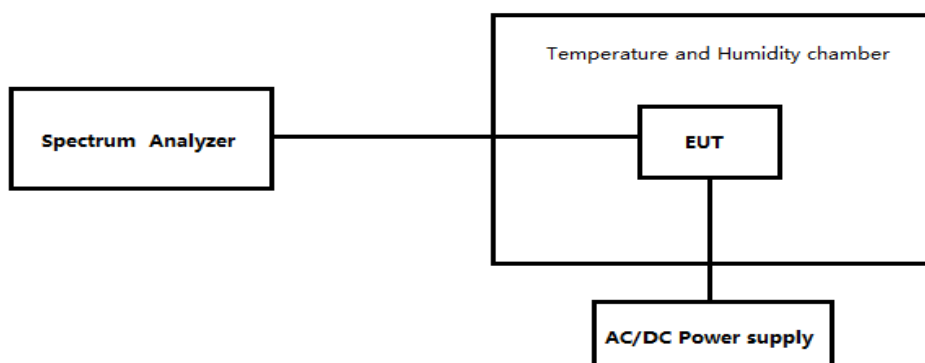 Temperature and Humidity chamber
Spectrum Analyzer
EUT
AC/DC Power supply